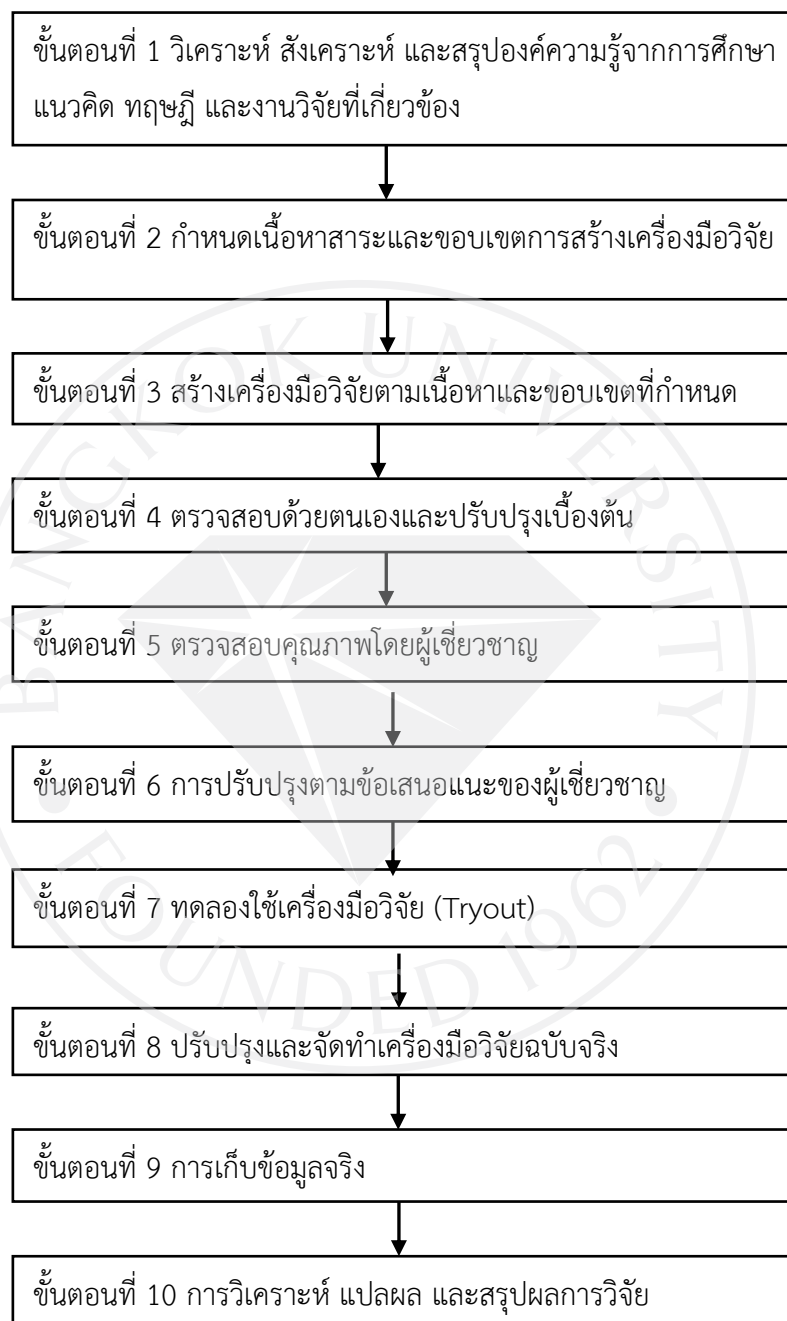 ขั้นตอนที่ 1 วิเคราะห์ สังเคราะห์ และสรุปองค์ความรู้จากการศึกษา
แนวคิด ทฤษฎี และงานวิจัยที่เกี่ยวข้อง
ขั้นตอนที่ 2 กำหนดเนื้อหาสาระและขอบเขตการสร้างเครื่องมือวิจัย
ขั้นตอนที่ 3 สร้างเครื่องมือวิจัยตามเนื้อหาและขอบเขตที่กำหนด
ขั้นตอนที่ 4 ตรวจสอบด้วยตนเองและปรับปรุงเบื้องต้น
ขั้นตอนที่ 5 ตรวจสอบคุณภาพโดยผู้เชี่ยวชาญ
ขั้นตอนที่ 6 การปรับปรุงตามข้อเสนอแนะของผู้เชี่ยวชาญ
ขั้นตอนที่ 7 ทดลองใช้เครื่องมือวิจัย (Tryout)
ขั้นตอนที่ 8 ปรับปรุงและจัดทำเครื่องมือวิจัยฉบับจริง
ขั้นตอนที่ 9 การเก็บข้อมูลจริง
ขั้นตอนที่ 10 การวิเคราะห์ แปลผล และสรุปผลการวิจัย
BANGKOK UNIVERSITY
FOUNDED 1962